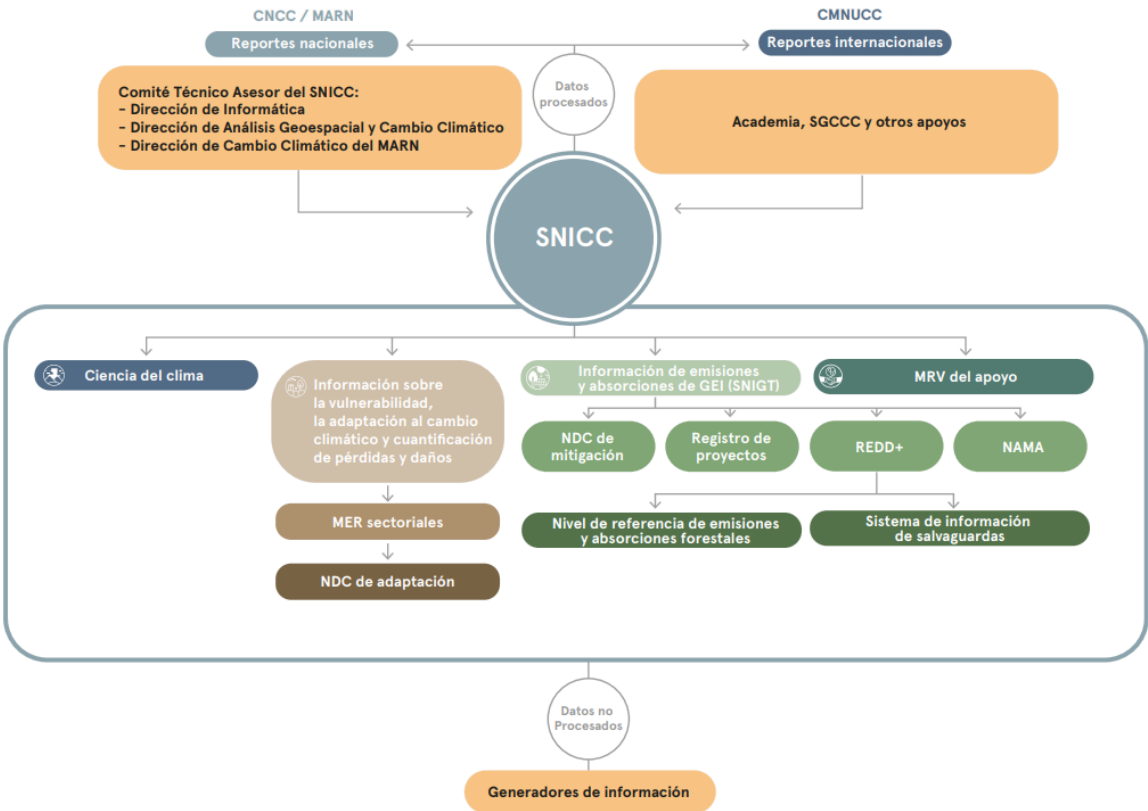 CNCC / MARN
Reportes nacionales
CMNUCC
Reportes internacionales
Datos
procesados
Comité Técnico Asesor del SNICC:
- Dirección de Informática
- Dirección de Análisis Geoespacial y Cambio Climático
- Dirección de Cambio Climático del MARN
Academia, SGCCC y otros apoyos
SNICC
Ciencia del clima
Información sobre
la vulnerabilidad,
la adaptación al cambio
climático y cuantificación
de pérdidas y daños
MER sectoriales
NDC de adaptación
Información de emisiones
y absorciones de GEI (SNIGT)
NDC de
mitigación
Registro de
proyectos
REDD+
NAMA
Nivel de referencia de emisiones
y absorciones forestales
Sistema de información
de salvaguardas
MRV del apoyo
Datos no
Procesados
Generadores de información